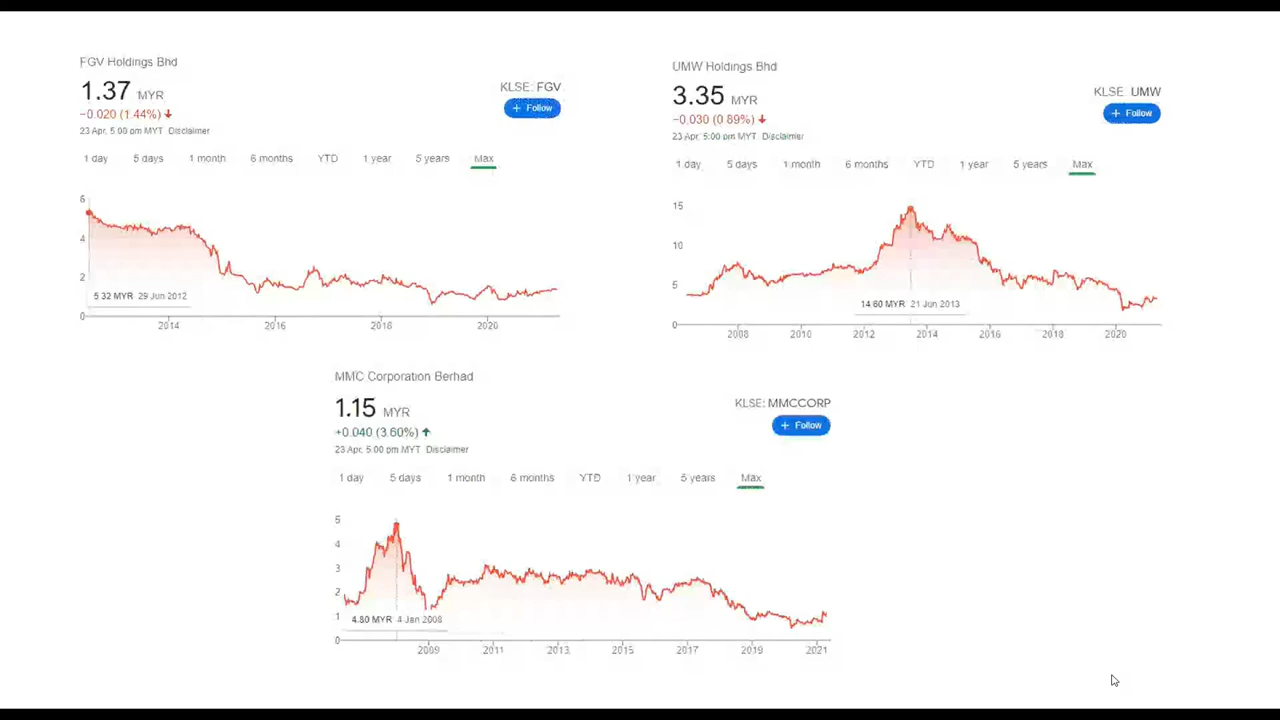 FGV Holdings Bhd
1.37 MYR
KLSE: FGV
+ Follow
−0.020 (1.44%)
23 Apr, 5:00 pm MYT Disclaimer
1 day 5 days 1 month 6 months YTD 1 year 5 years Max
6
4
2
0
5.32 MYR 29 Jun 2012
2014 2016 2018 2020
UMW Holdings Bhd
3.35 MYR
KLSE UMW
+ Follow
−0.030 (0.89%)
23 Apr, 5:00 pm MYT Disclaimer
1 day 5 days 1 month 6 months YTD 1 year 5 years Max
15
10
5
0
14.60 MYR 21 Jun 2013
2008 2010 2012 2014 2016 2018 2020
MMC Corporation Berhad
1.15 MYR
KLSE: MMCCORP
+ Follow
+0.040 (3.60%)
23 Apr, 5:00 pm MYT Disclaimer
1 day 5 days 1 month 6 months YTD 1 year 5 years Max
5
4
3
2
1
0
4.80 MYR 4 Jan 2008
2009 2011 2013 2015 2017 2019 2021